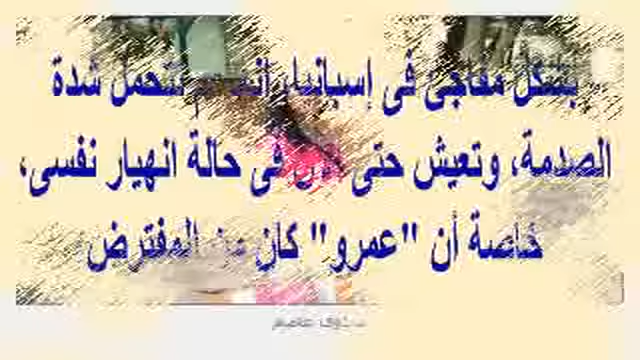 بشكل مفاجئ فى إسبانيا، لم تتحمل شدة
الصدمة، وتعيش حتى الآن فى حالة انهيار نفسى،
خاصة أن "عمرو" كان من المفترض